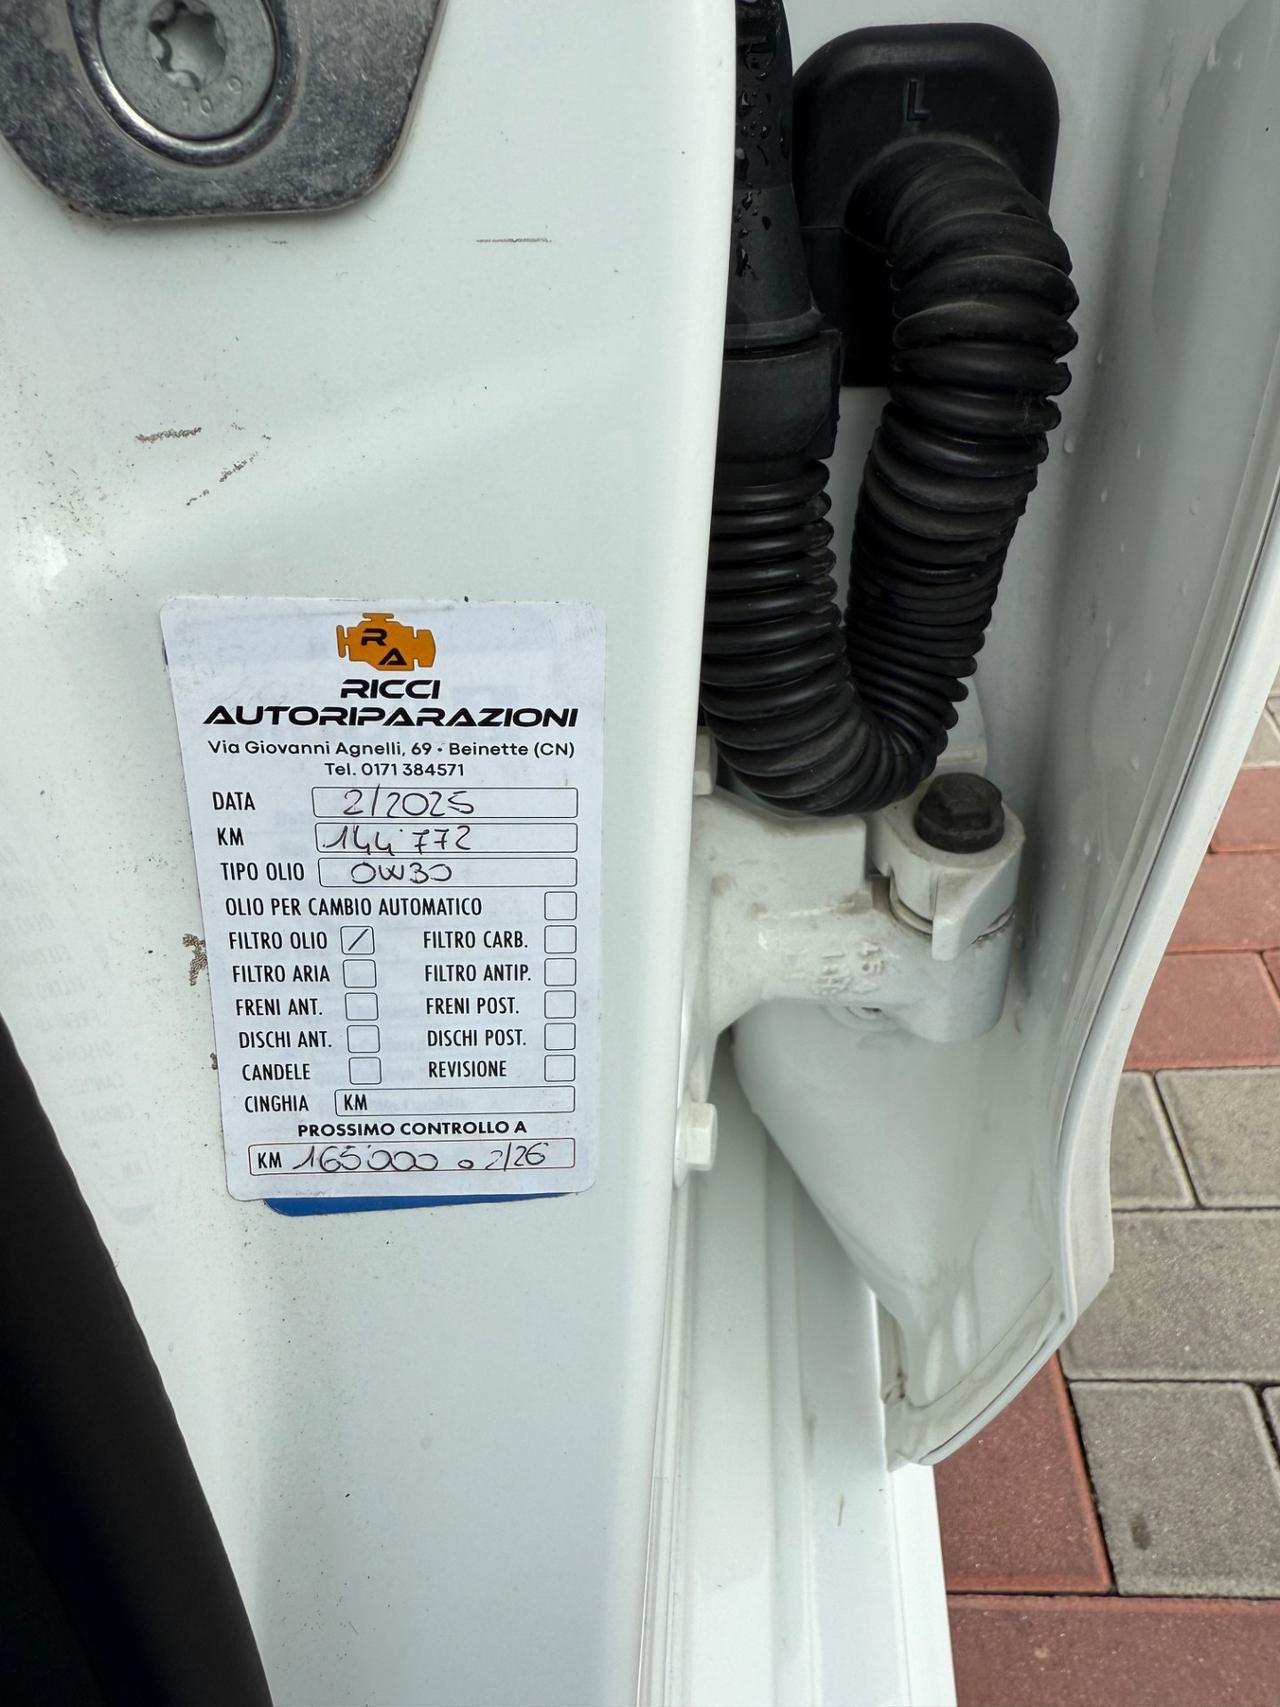 L
10 9
R
A
RICCI
AUTORIPARAZIONI
Via Giovanni Agnelli, 69 - Beinette (CN)
Tel. 0171 384571
DATA 2/2025
KM 144'772
TIPO OLIO 0W30
OLIO PER CAMBIO AUTOMATICO
FILTRO OLIO / FILTRO CARB.
FILTRO ARIA FILTRO ANTIP.
FRENI ANT. FRENI POST.
DISCHI ANT. DISCHI POST.
CANDELE REVISIONE
CINGHIA KM
PROSSIMO CONTROLLO A
KM 165'000 o 2/26